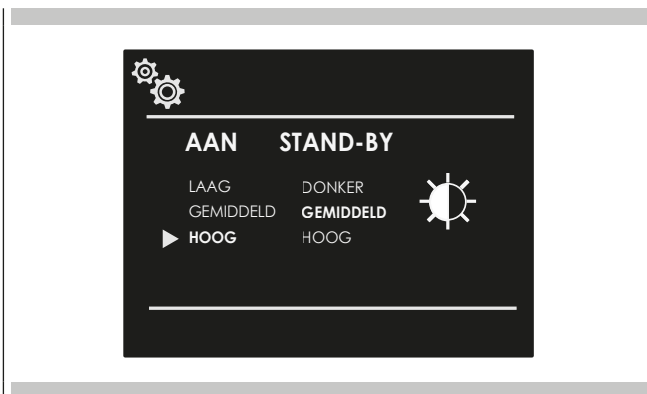 AAN STAND-BY
LAAG DONKER
GEMIDDELD GEMIDDELD
HOOG HOOG